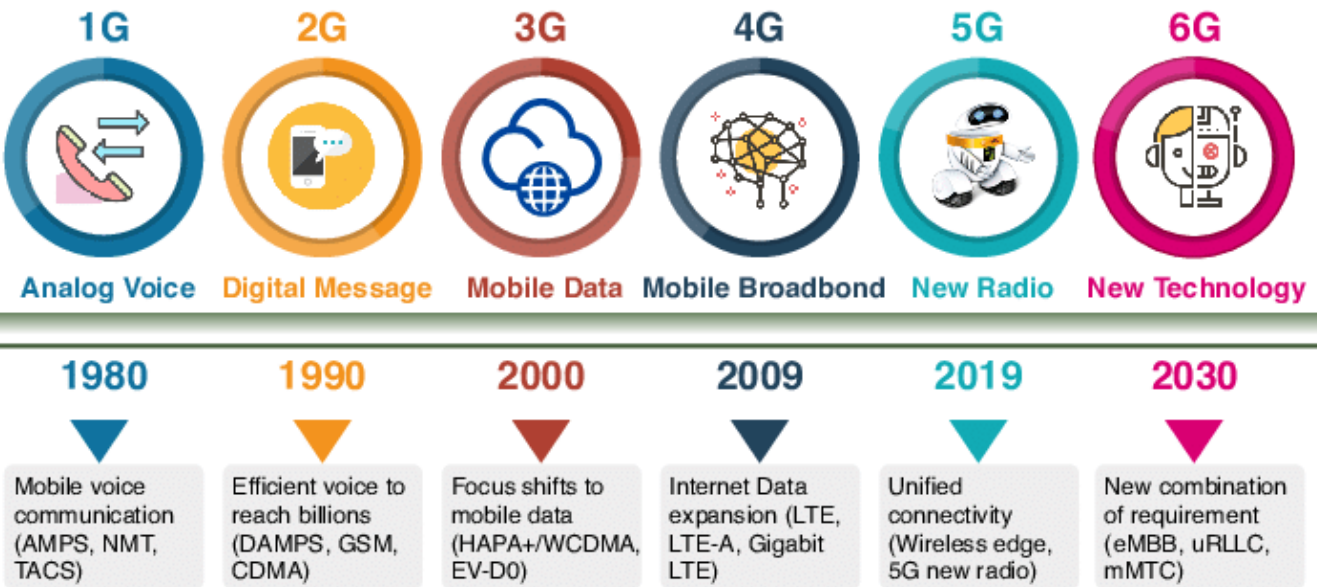 1G 2G 3G 4G 5G 6G
Analog Voice Digital Message Mobile Data Mobile Broadbond New Radio New Technology
1980 1990 2000 2009 2019 2030
Mobile voice
communication
(AMPS, NMT,
TACS)
Efficient voice to
reach billions
(DAMPS, GSM,
CDMA)
Focus shifts to
mobile data
(HAPA+/WCDMA,
EV-D0)
Internet Data
expansion (LTE,
LTE-A, Gigabit
LTE)
Unified
connectivity
(Wireless edge,
5G new radio)
New combination
of requirement
(eMBB, uRLLC,
mMTC)